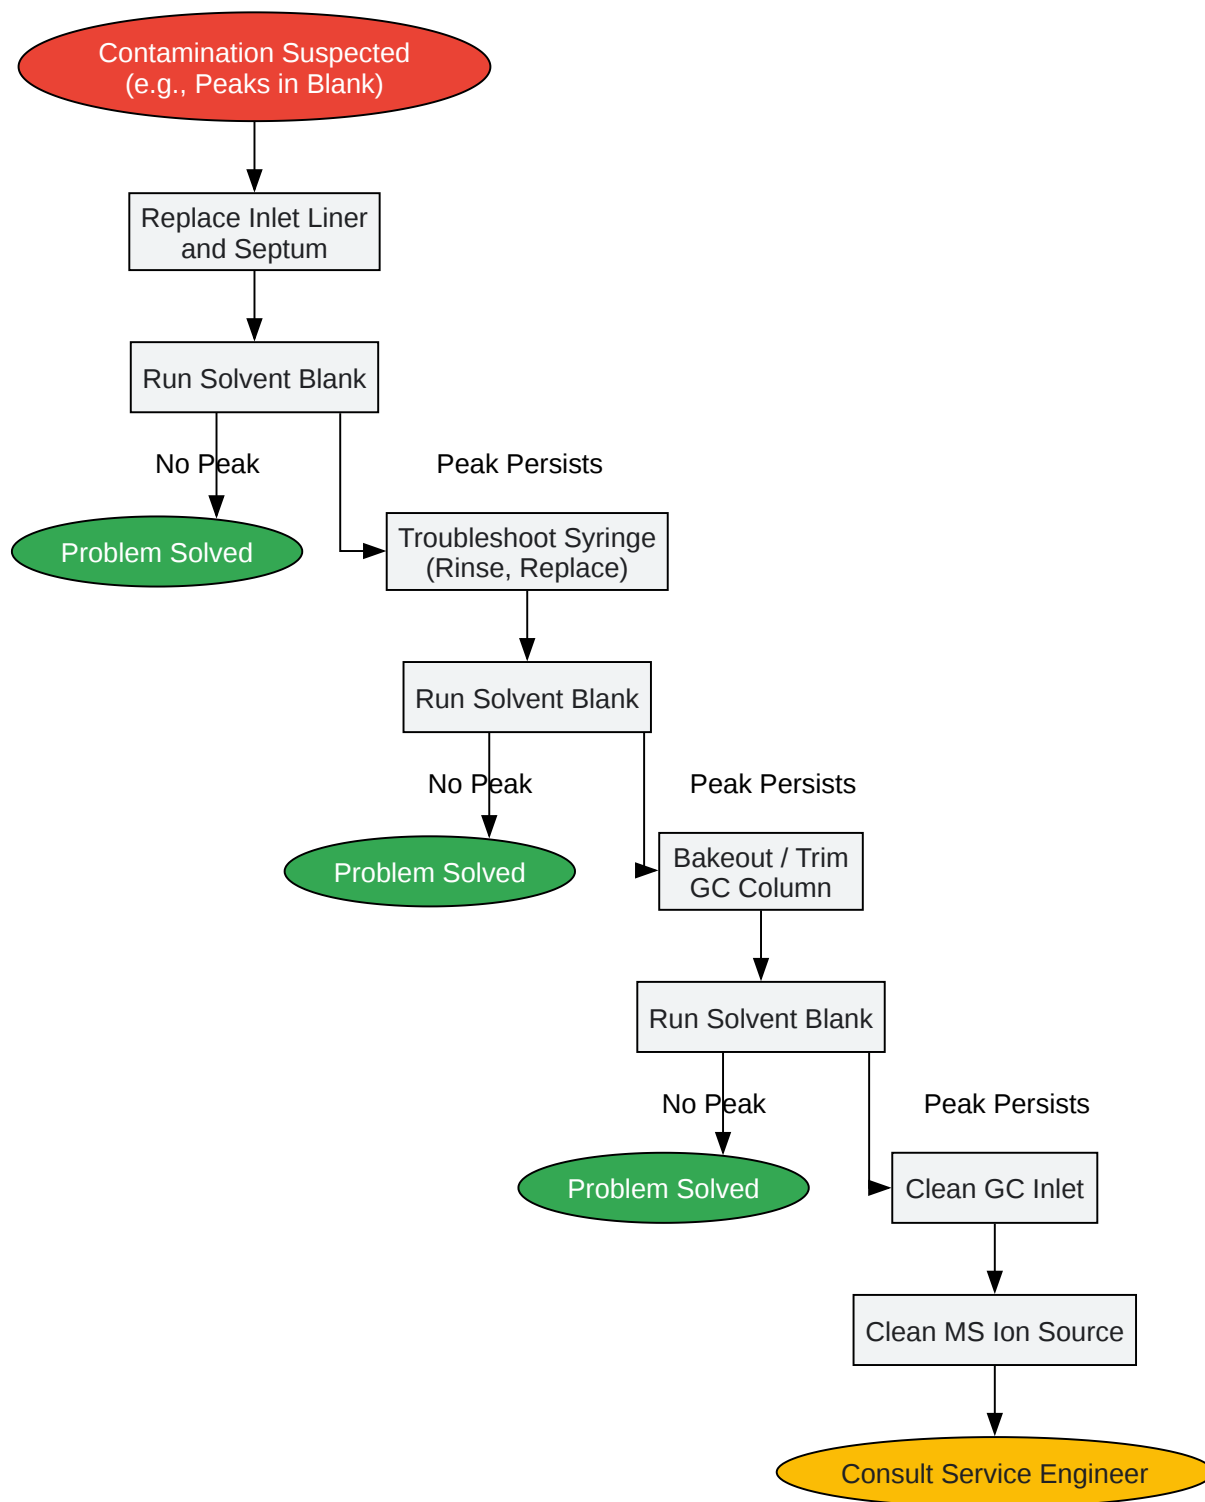 Contamination Suspected
(e.g., Peaks in Blank)
Replace Inlet Liner
and Septum
Run Solvent Blank
No Peak
Peak Persists
Problem Solved
Troubleshoot Syringe
(Rinse, Replace)
Run Solvent Blank
No Peak
Peak Persists
Problem Solved
Bakeout / Trim
GC Column
Run Solvent Blank
No Peak
Peak Persists
Problem Solved
Clean GC Inlet
Clean MS Ion Source
Consult Service Engineer